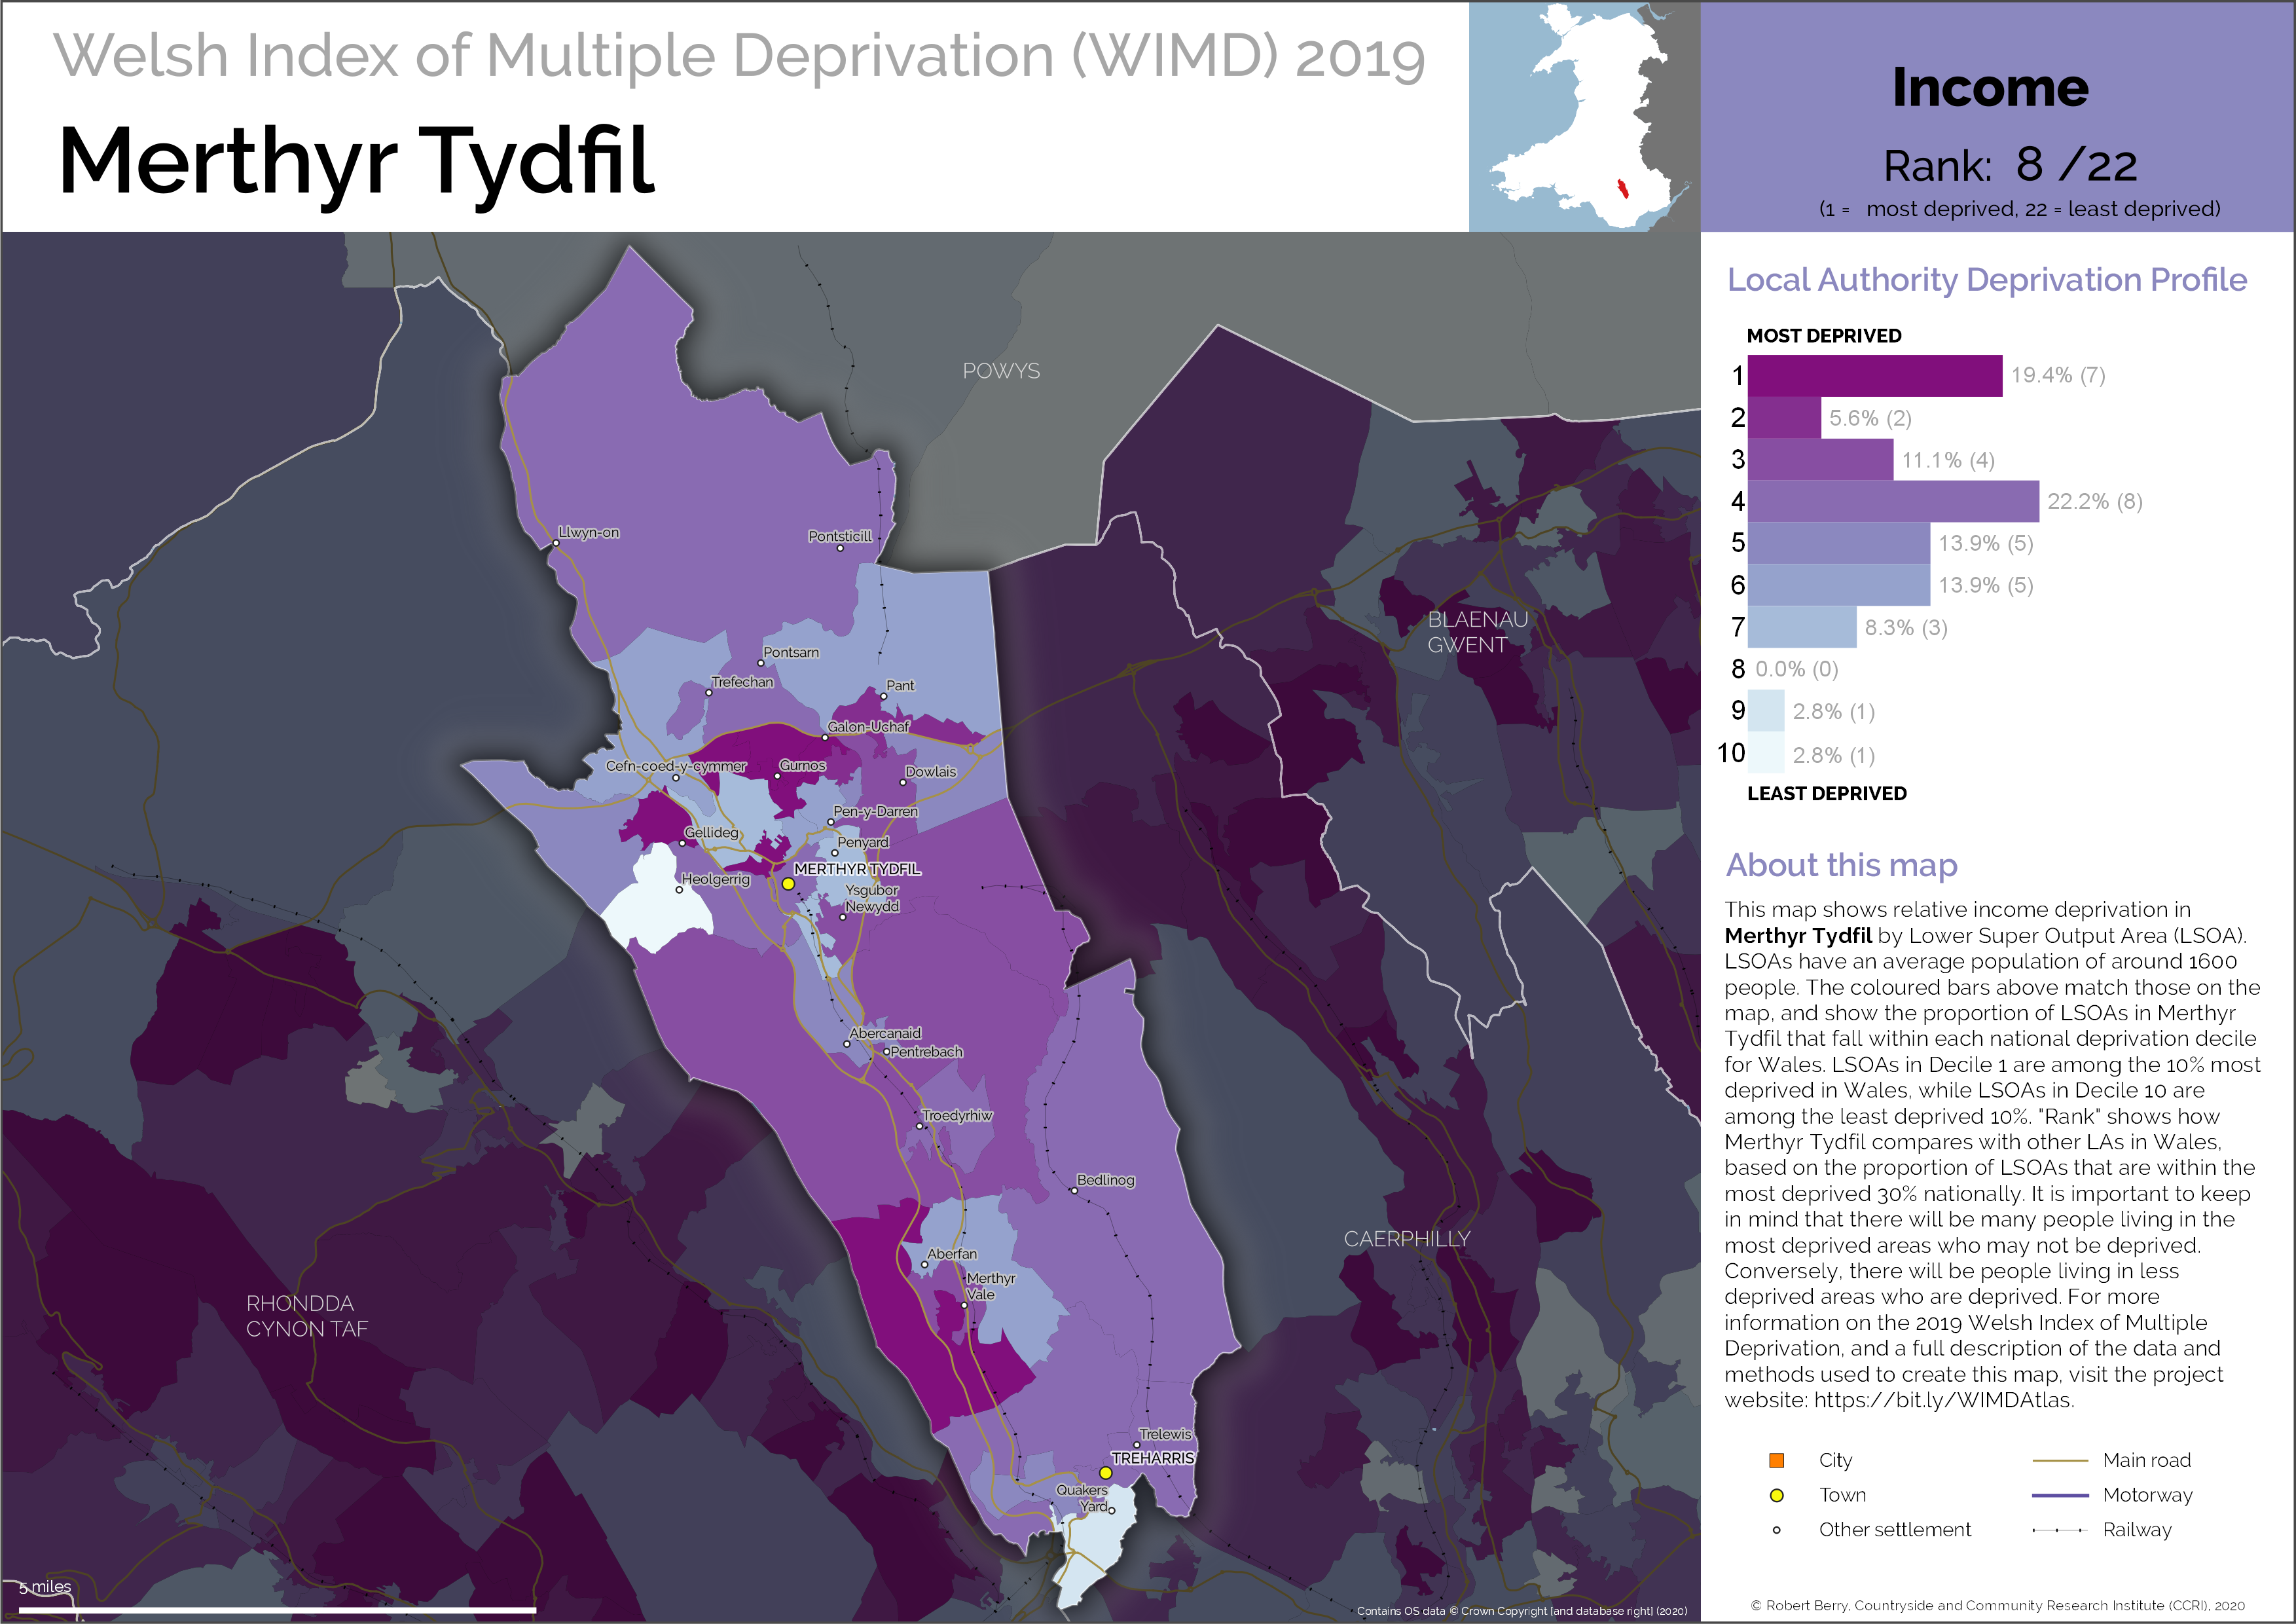 Welsh Index of Multiple Deprivation (WIMD) 2019
Merthyr Tydfil
Income
Rank: 8 /22
(1 = most deprived, 22 = least deprived)
POWYS
Llwyn-on
Pontsticill
BLAENAU
GWENT
Pontsarn
Trefechan
Pant
Galon-Uchaf
Cefn-coed-y-cymmer
Gurnos
Dowlais
Pen-y-Darren
Gellideg
Penyard
MERTHYR TYDFIL
Heolgerrig
Ysgubor
Newydd
Abercanaid
Pentrebach
Troedyrhiw
Bedlinog
CAERPHILLY
Aberfan
Merthyr
Vale
RHONDDA
CYNON TAF
Trelewis
TREHARRIS
Quakers
Yard
5 miles
Contains OS data © Crown Copyright [and database right] (2020)
Local Authority Deprivation Profile
MOST DEPRIVED
1 19.4% (7)
2 5.6% (2)
3 11.1% (4)
4 22.2% (8)
5 13.9% (5)
6 13.9% (5)
7 8.3% (3)
8 0.0% (0)
9 2.8% (1)
10 2.8% (1)
LEAST DEPRIVED
About this map
This map shows relative income deprivation in
Merthyr Tydfil by Lower Super Output Area (LSOA).
LSOAs have an average population of around 1600
people. The coloured bars above match those on the
map, and show the proportion of LSOAs in Merthyr
Tydfil that fall within each national deprivation decile
for Wales. LSOAs in Decile 1 are among the 10% most
deprived in Wales, while LSOAs in Decile 10 are
among the least deprived 10%. "Rank" shows how
Merthyr Tydfil compares with other LAs in Wales,
based on the proportion of LSOAs that are within the
most deprived 30% nationally. It is important to keep
in mind that there will be many people living in the
most deprived areas who may not be deprived.
Conversely, there will be people living in less
deprived areas who are deprived. For more
information on the 2019 Welsh Index of Multiple
Deprivation, and a full description of the data and
methods used to create this map, visit the project
website: https://bit.ly/WIMDAtlas.
City
Town
Other settlement
Main road
Motorway
Railway
© Robert Berry, Countryside and Community Research Institute (CCRI), 2020